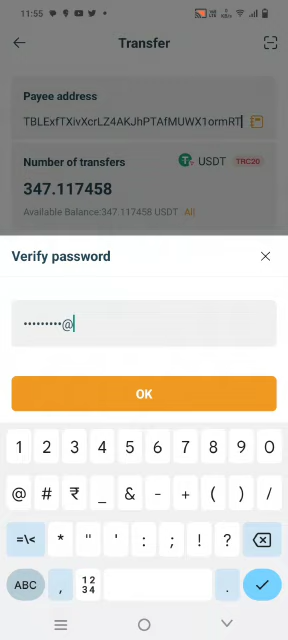 11:55
Transfer
Payee address
TBLExfTXivXcrLZ4AKJhPTAfMUWX1ormRT
Number of transfers
USDT TRC20
347.117458
Available Balance:347.117458 USDT All
Verify password
•••••••••@
OK
1 2 3 4 5 6 7 8 9 0
@ # ₹ _ & - + ( ) /
=\< * " ' : ; ! ?
ABC , 12 34 .